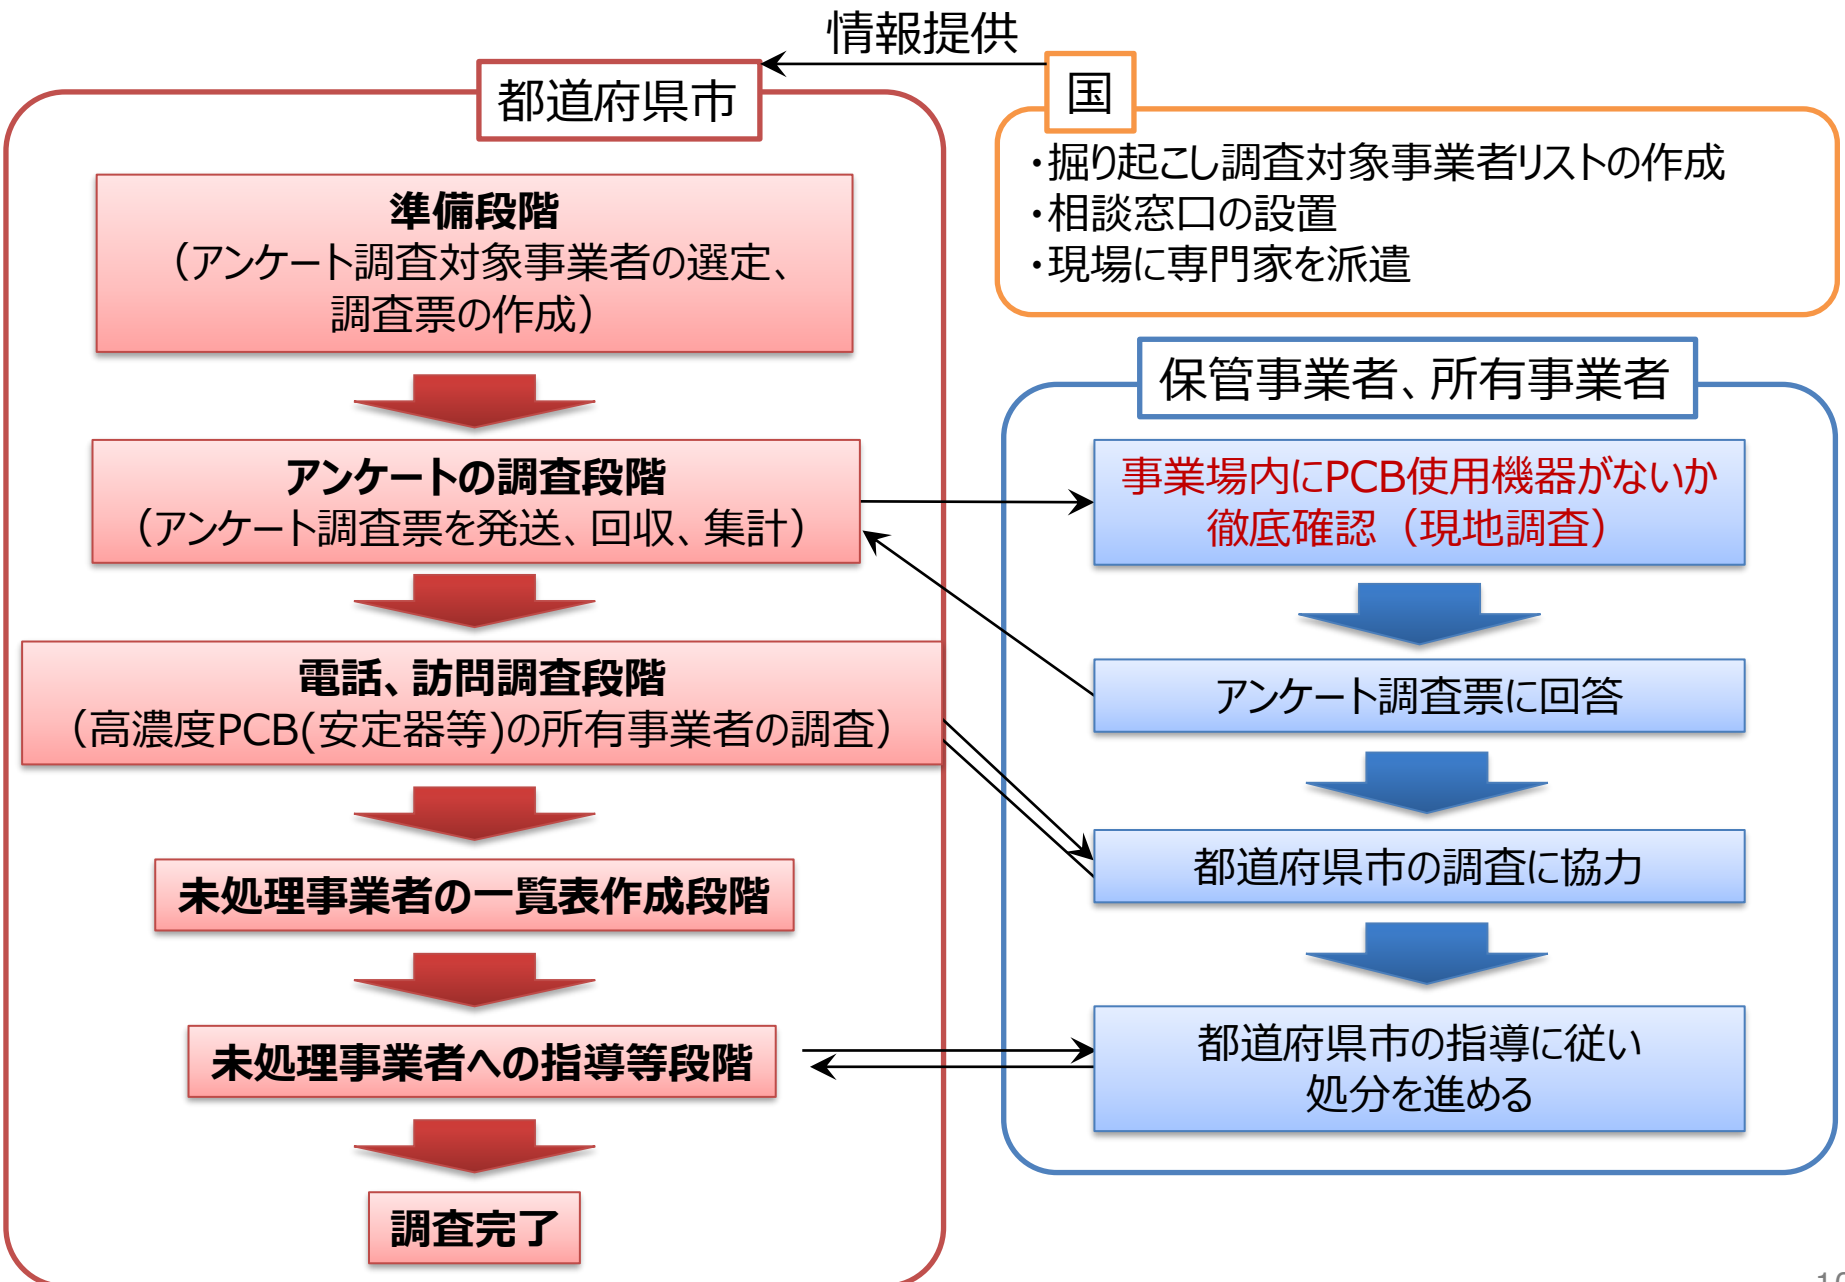 情報提供
都道府県市
準備段階
（アンケート調査対象事業者の選定、
調査票の作成）
アンケートの調査段階
（アンケート調査票を発送、回収、集計）
電話、訪問調査段階
（高濃度PCB(安定器等)の所有事業者の調査）
未処理事業者の一覧表作成段階
未処理事業者への指導等段階
調査完了
国
・掘り起こし調査対象事業者リストの作成
・相談窓口の設置
・現場に専門家を派遣
保管事業者、所有事業者
事業場内にPCB使用機器がないか
徹底確認（現地調査）
アンケート調査票に回答
都道府県市の調査に協力
都道府県市の指導に従い
処分を進める